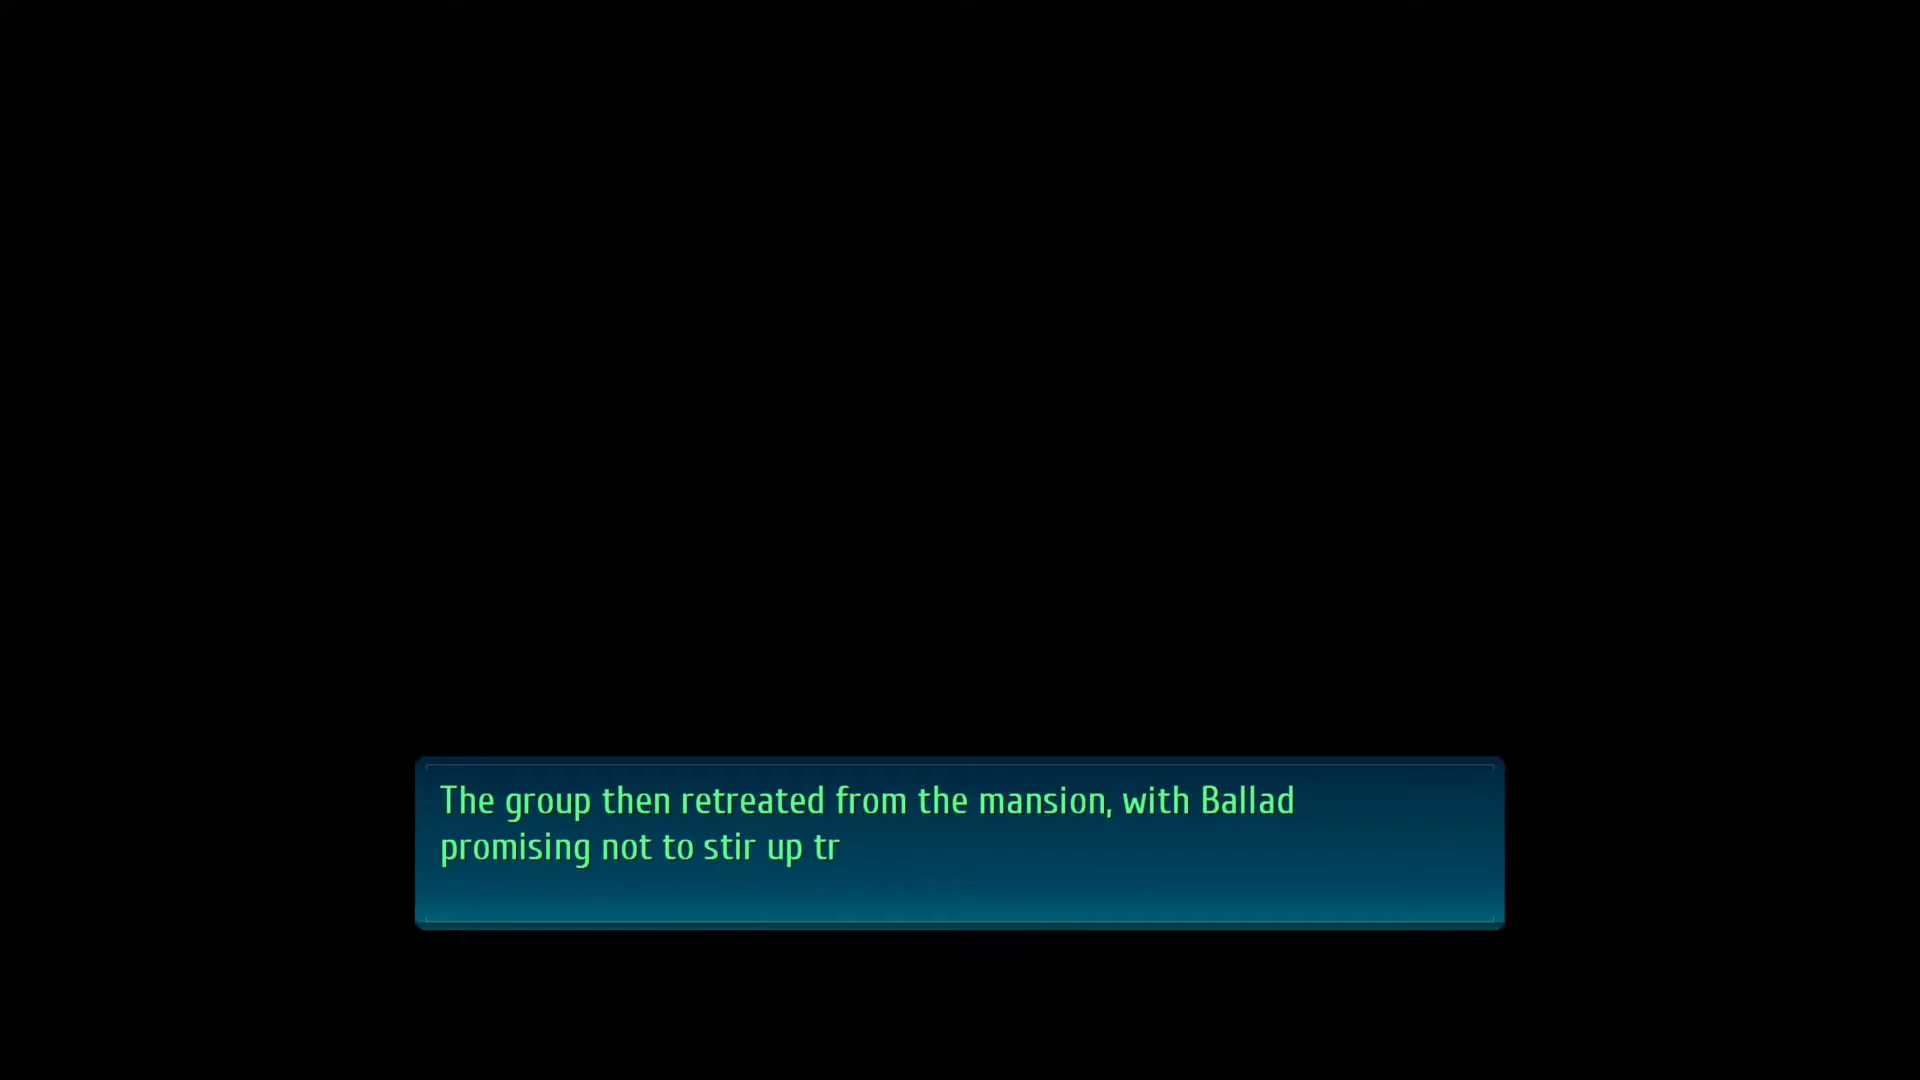 The group then retreated from the mansion, with Ballad
promising not to stir up tr